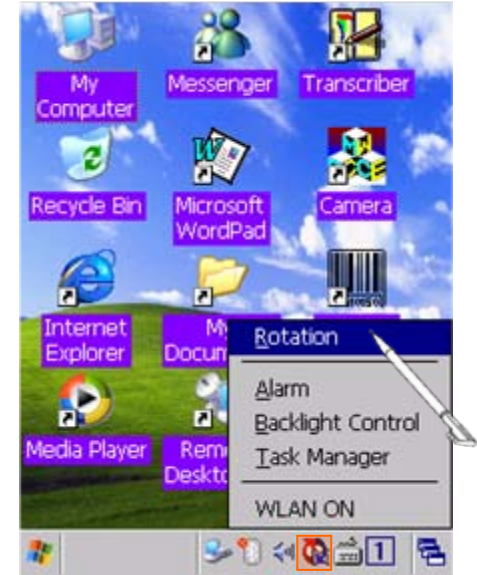 My
Computer
Messenger
Transcriber
Recycle Bin
Microsoft
WordPad
Camera
Internet
Explorer
My
Docum
Media Player
Rem
Deskto
Rotation
Alarm
Backlight Control
Task Manager
WLAN ON
1